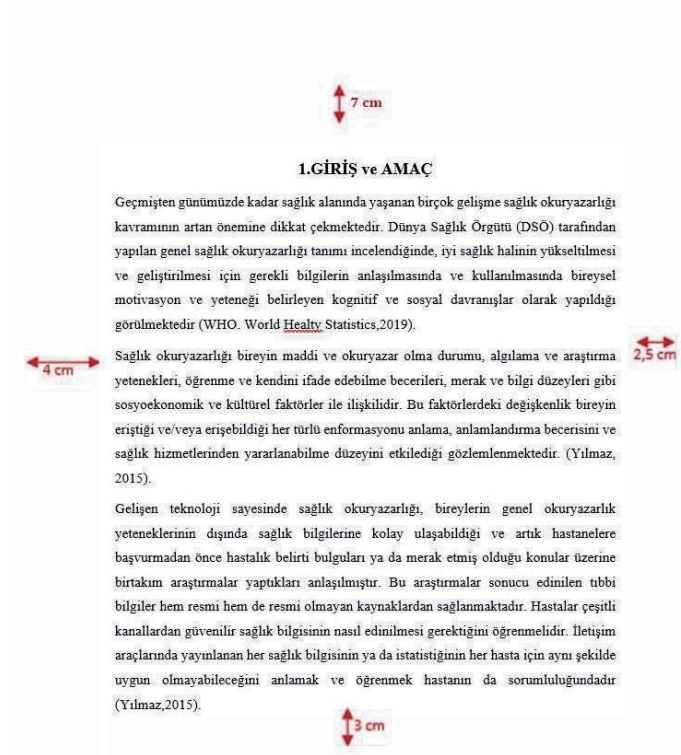 7 cm
1.GİRİŞ ve AMAÇ
Geçmişten günümüzde kadar sağlık alanında yaşanan birçok gelişme sağlık okuryazarlığı
kavramının artan önemine dikkat çekmektedir. Dünya Sağlık Örgütü (DSÖ) tarafından
yapılan genel sağlık okuryazarlığı tanımı incelendiğinde, iyi sağlık halinin yükseltilmesi
ve geliştirilmesi için gerekli bilgilerin anlaşılmasında ve kullanılmasında bireysel
motivasyon ve yeteneği belirleyen kognitif ve sosyal davranışlar olarak yapıldığı
görülmektedir (WHO. World Healty Statistics,2019).
2,5 cm
4 cm
Sağlık okuryazarlığı bireyin maddi ve okuryazar olma durumu, algılama ve araştırma
yetenekleri, öğrenme ve kendini ifade edebilme becerileri, merak ve bilgi düzeyleri gibi
sosyoekonomik ve kültürel faktörler ile ilişkilidir. Bu faktörlerdeki değişkenlik bireyin
eriştiği ve/veya erişebildiği her türlü enformasyonu anlama, anlamlandırma becerisini ve
sağlık hizmetlerinden yararlanabilme düzeyini etkilediği gözlemlenmektedir. (Yılmaz,
2015).
Gelişen teknoloji sayesinde sağlık okuryazarlığı, bireylerin genel okuryazarlık
yeteneklerinin dışında sağlık bilgilerine kolay ulaşabildiği ve artık hastanelere
başvurmadan önce hastalık belirti bulguları ya da merak etmiş olduğu konular üzerine
birtakım araştırmalar yaptıkları anlaşılmıştır. Bu araştırmalar sonucu edinilen tıbbi
bilgiler hem resmi hem de resmi olmayan kaynaklardan sağlanmaktadır. Hastalar çeşitli
kanallardan güvenilir sağlık bilgisinin nasıl edinilmesi gerektiğini öğrenmelidir. İletişim
araçlarında yayınlanan her sağlık bilgisinin ya da istatistiğinin her hasta için aynı şekilde
uygun olmayabileceğini anlamak ve öğrenmek hastanın da sorumluluğundadır
(Yılmaz,2015).
3 cm